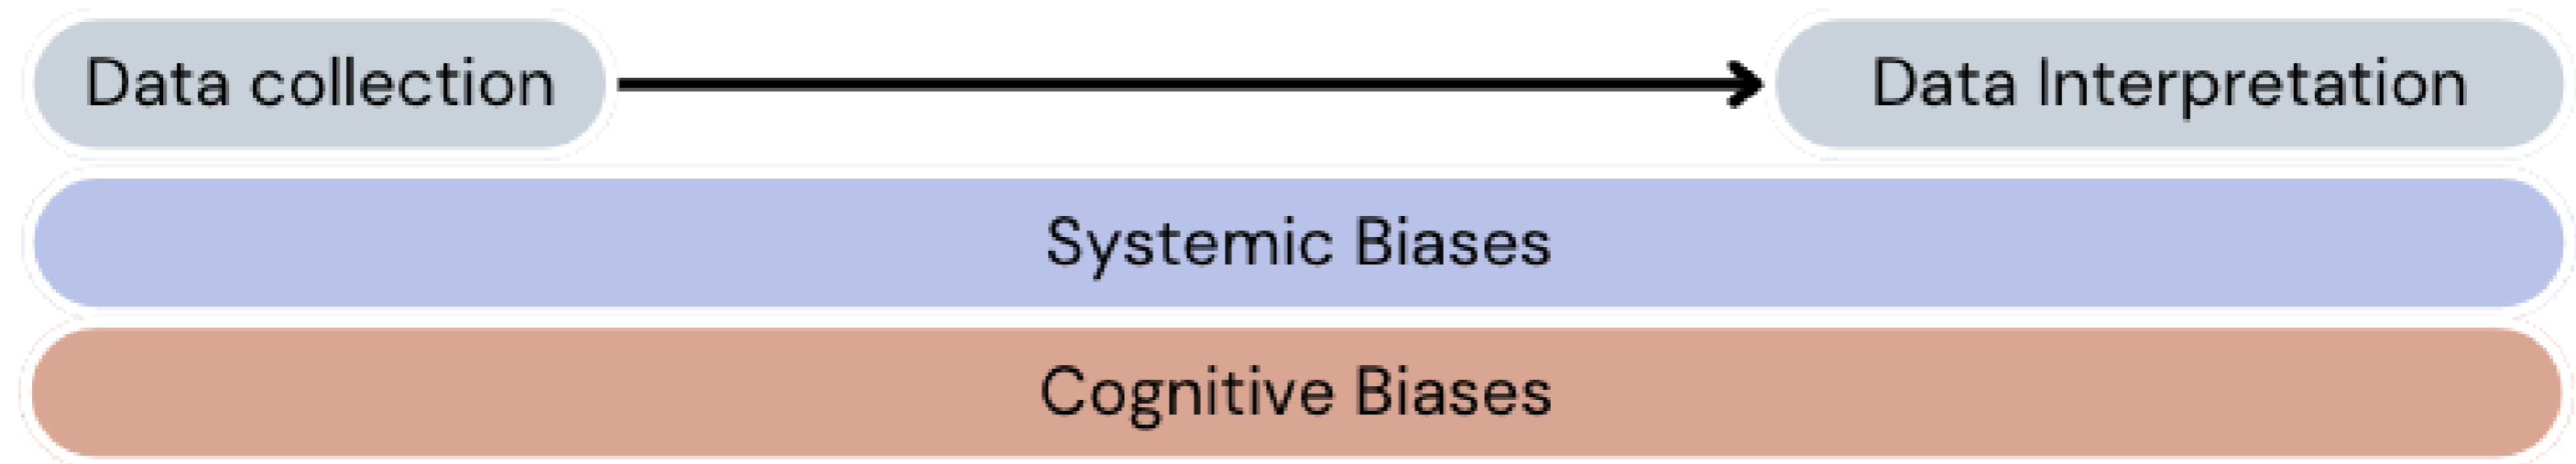 Data collection
Data Interpretation
Systemic Biases
Cognitive Biases